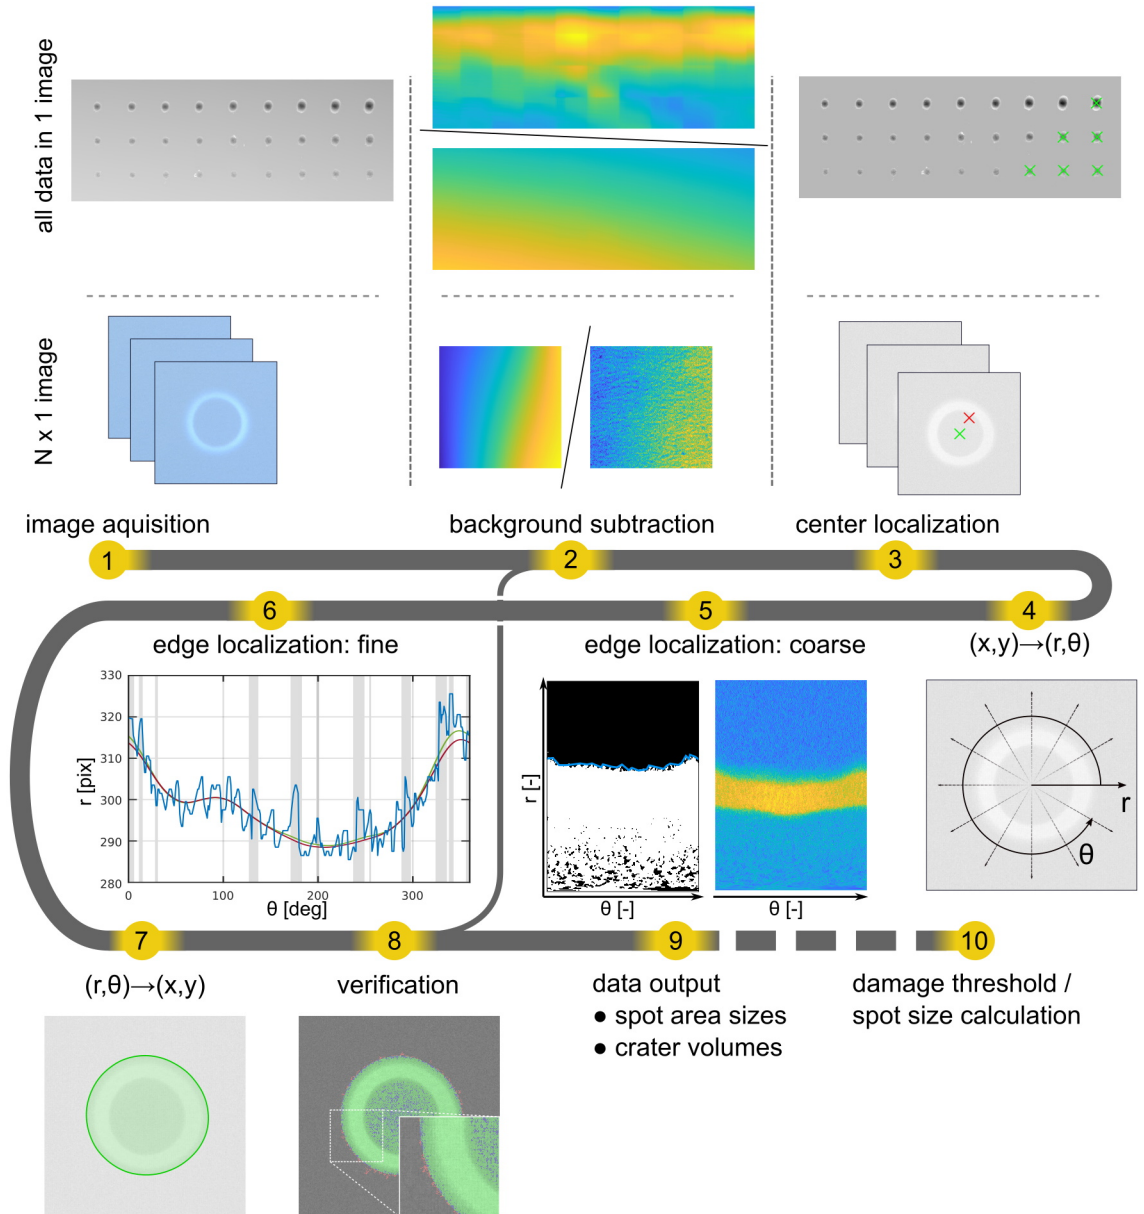 all data in 1 image
N x 1 image
image aquisition
background subtraction
center localization
1
2
3
6
5
4
edge localization: fine
edge localization: coarse
(x,y)→(r,θ)
330
320
310
300
290
280
r [pix]
0
100
200
300
θ [deg]
r [-]
θ [-]
θ [-]
r
θ
7
8
9
10
(r,θ)→(x,y)
verification
data output
● spot area sizes
● crater volumes
damage threshold /
spot size calculation